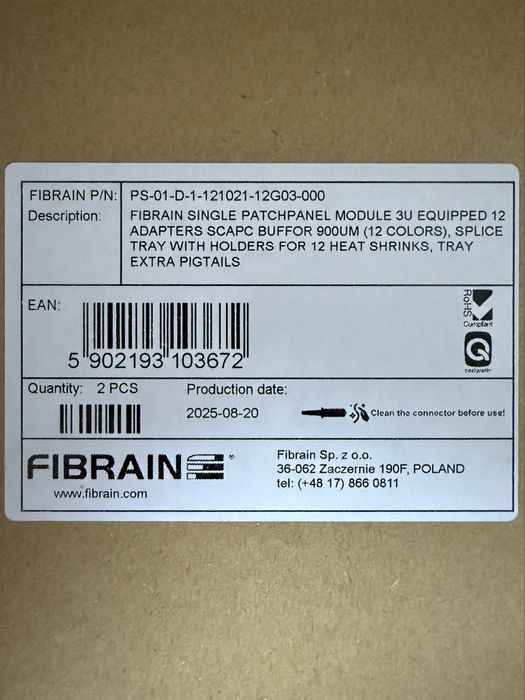 FIBRAIN P/N: PS-01-D-1-121021-12G03-000
Description: FIBRAIN SINGLE PATCHPANEL MODULE 3U EQUIPPED 12
ADAPTERS SCAPC BUFFOR 900UM (12 COLORS), SPLICE
TRAY WITH HOLDERS FOR 12 HEAT SHRINKS, TRAY
EXTRA PIGTAILS
EAN:
5 902193 103672
RoHS
Compliant
Quantity: 2 PCS
Production date:
2025-08-20
Clean the connector before use!
FIBRAIN
www.fibrain.com
Fibrain Sp. z o.o.
36-062 Zaczernie 190F, POLAND
tel: (+48 17) 866 0811